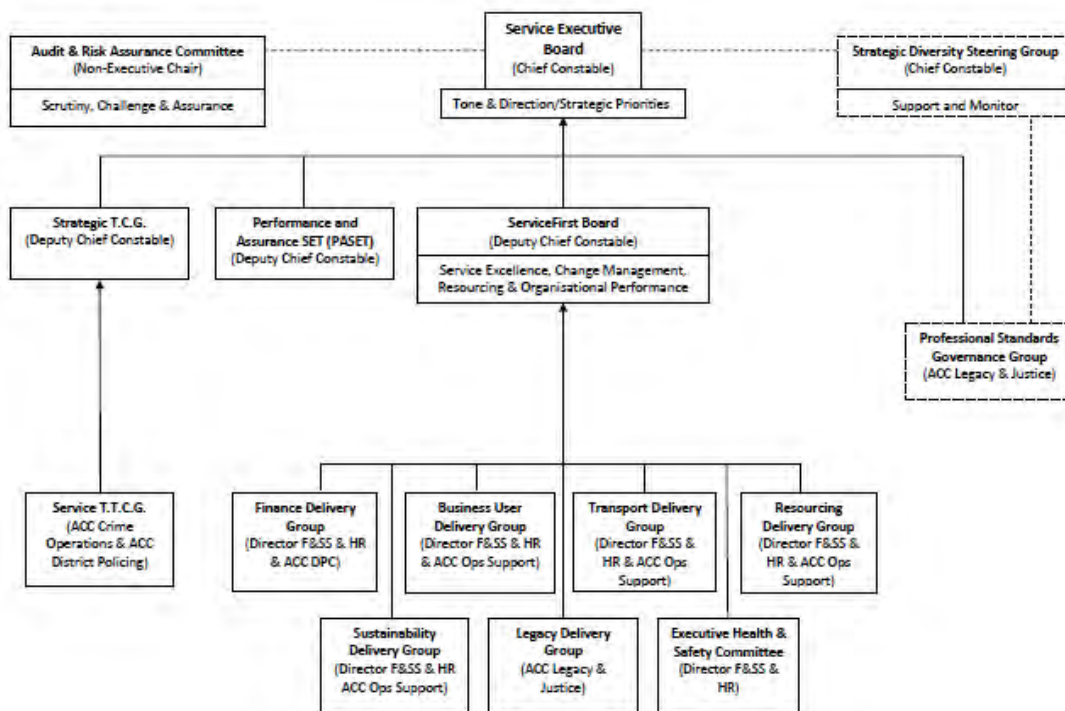 Service Executive
Board
(Chief Constable)
Tone & Direction/Strategic Priorities
Audit & Risk Assurance Committee
(Non-Executive Chair)
Scrutiny, Challenge & Assurance
Strategic Diversity Steering Group
(Chief Constable)
Support and Monitor
Strategic T.C.G.
(Deputy Chief Constable)
Performance and
Assurance SET (PASET)
(Deputy Chief Constable)
ServiceFirst Board
(Deputy Chief Constable)
Service Excellence, Change Management,
Resourcing & Organisational Performance
Professional Standards
Governance Group
(ACC Legacy & Justice)
Service T.T.C.G.
(ACC Crime
Operations & ACC
District Policing)
Finance Delivery
Group
(Director F&SS & HR
& ACC DPC)
Business User
Delivery Group
(Director F&SS & HR
& ACC Ops Support)
Transport Delivery
Group
(Director F&SS &
HR & ACC Ops
Support)
Resourcing
Delivery Group
(Director F&SS &
HR & ACC Ops
Support)
Sustainability
Delivery Group
(Director F&SS & HR
ACC Ops Support)
Legacy Delivery
Group
(ACC Legacy &
Justice)
Executive Health &
Safety Committee
(Director F&SS &
HR)